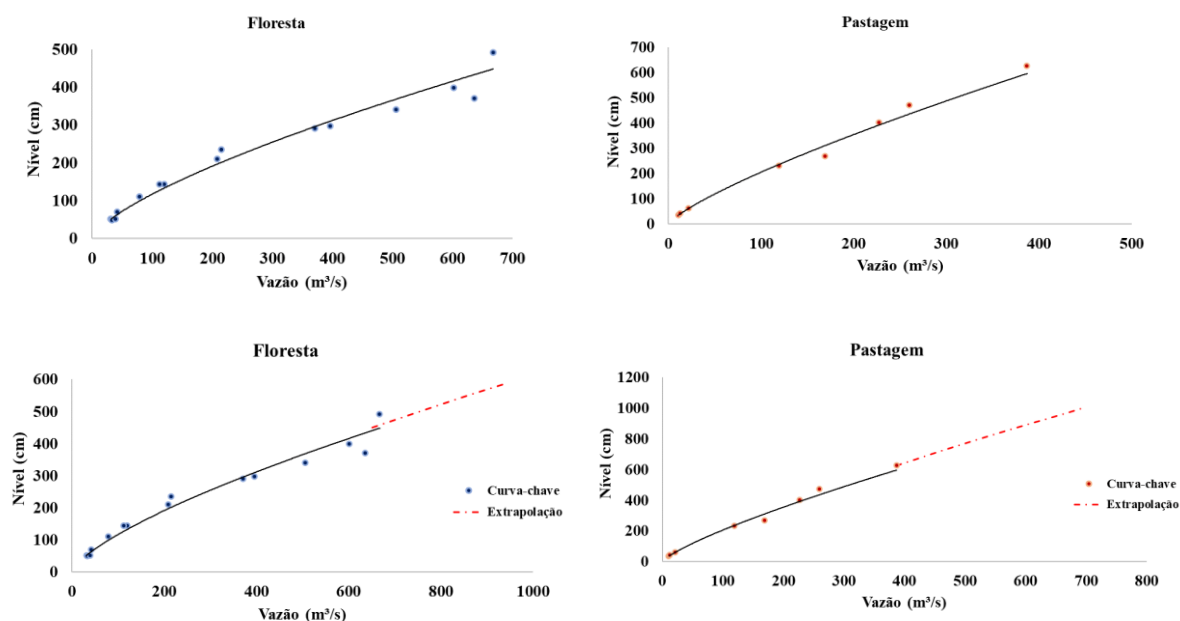 Floresta
500
400
300
200
100
0
Nível (cm)
0 100 200 300 400 500 600 700
Vazão (m³/s)
Pastagem
700
600
500
400
300
200
100
0
Nível (cm)
0 100 200 300 400 500
Vazão (m³/s)
Floresta
600
500
400
300
200
100
0
Nível (cm)
Curva-chave
Extrapolação
0 200 400 600 800 1000
Vazão (m³/s)
Pastagem
1200
1000
800
600
400
200
0
Nível (cm)
Curva-chave
Extrapolação
0 100 200 300 400 500 600 700 800
Vazão (m³/s)